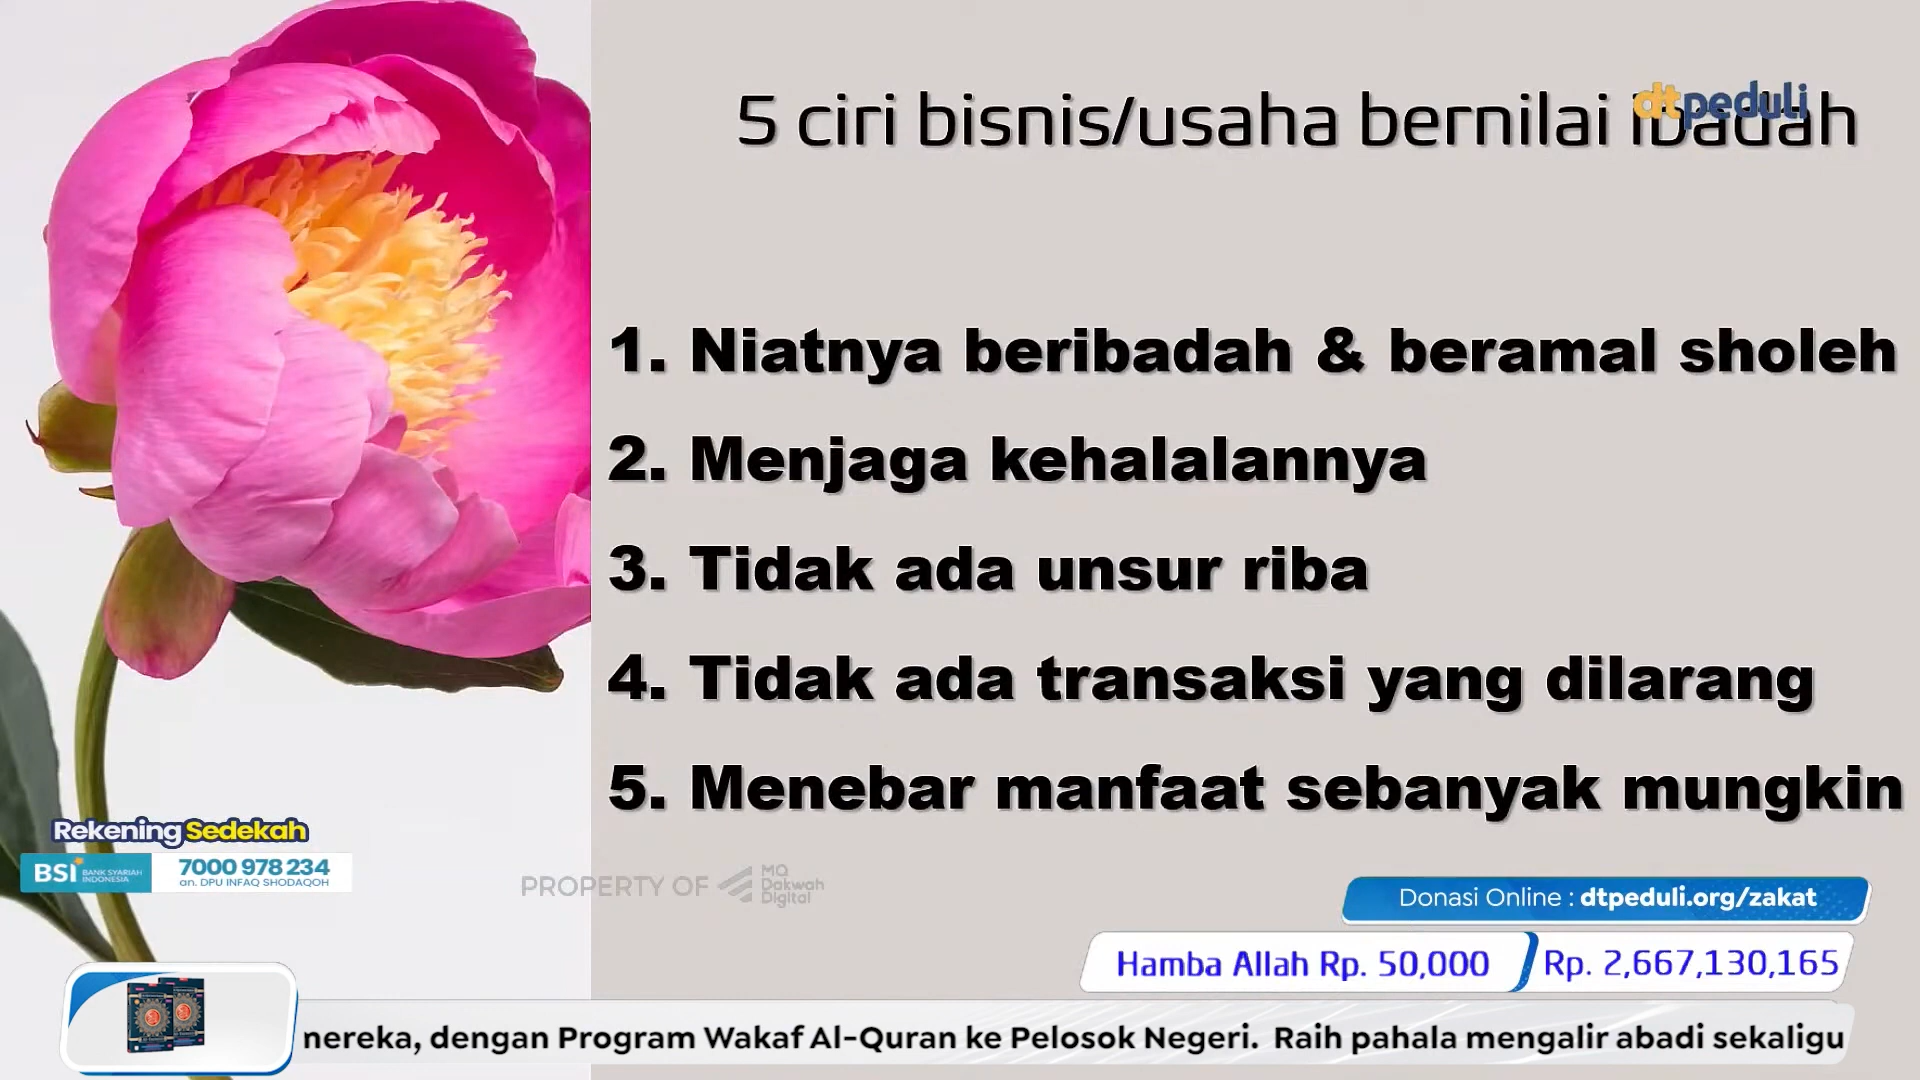 5 ciri bisnis/usaha bernilai ibadah
dtpeduli
1. Niatnya beribadah & beramal sholeh
2. Menjaga kehalalannya
3. Tidak ada unsur riba
4. Tidak ada transaksi yang dilarang
5. Menebar manfaat sebanyak mungkin
Rekening Sedekah
BSI BANK SYARIAH INDONESIA
7000 978 234
an. DPU INFAQ SHODAQOH
PROPERTY OF MQ Dakwah Digital
Donasi Online : dtpeduli.org/zakat
Hamba Allah Rp. 50,000 Rp. 2,667,130,165
nereka, dengan Program Wakaf Al-Quran ke Pelosok Negeri. Raih pahala mengalir abadi sekaligu